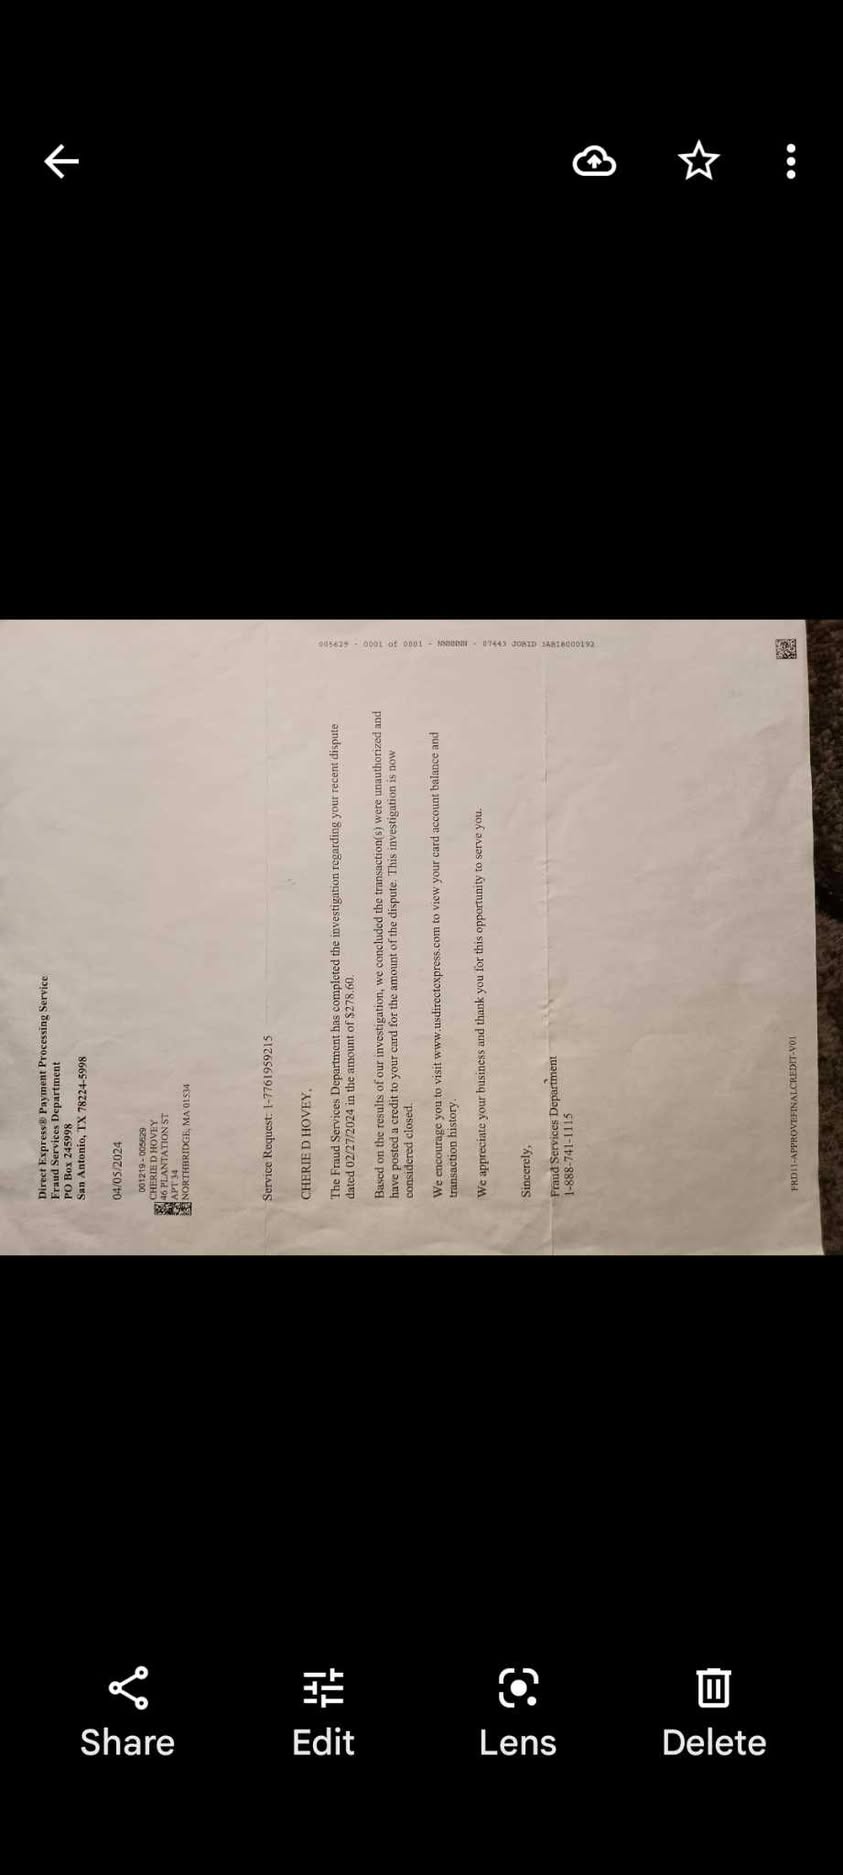 Direct Express® Payment Processing Service
Fraud Services Department
PO Box 245998
San Antonio, TX 78224-5998
04/05/2024
001219 - 005629
CHERIE D HOVEY
46 PLANTATION ST
APT 34
NORTHBRIDGE, MA 01534
Service Request: 1-7761959215
CHERIE D HOVEY,
The Fraud Services Department has completed the investigation regarding your recent dispute
dated 02/27/2024 in the amount of $278.60.
Based on the results of our investigation, we concluded the transaction(s) were unauthorized and
have posted a credit to your card for the amount of the dispute. This investigation is now
considered closed.
We encourage you to visit www.usdirectexpress.com to view your card account balance and
transaction history.
We appreciate your business and thank you for this opportunity to serve you.
Sincerely,
Fraud Services Department
1-888-741-1115
005629 - 0001 of 0001 - NNNNNN - 07443 JOBID
FRD11-APPROVEFINALCREDIT-V01
Share
Edit
Lens
Delete